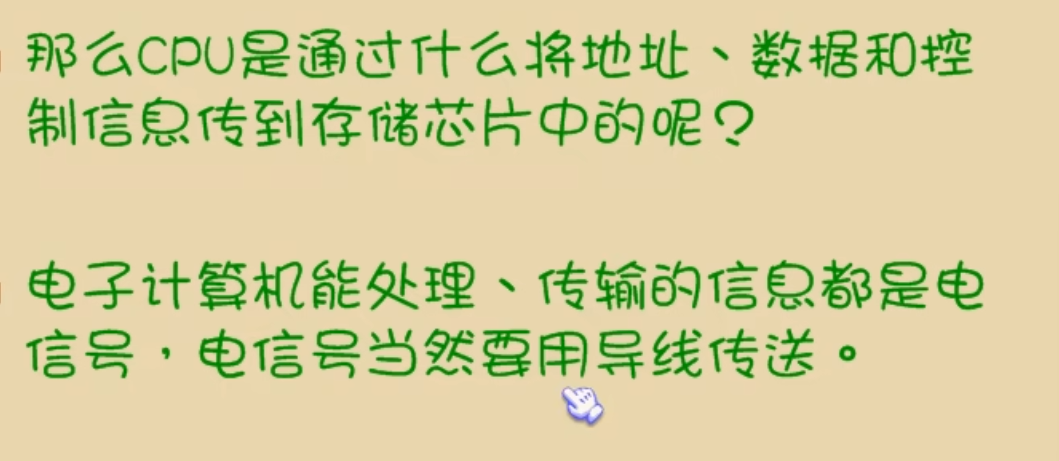 那么CPU是通过什么将地址、数据和控
制信息传到存储芯片中的呢？
电子计算机能处理、传输的信息都是电
信号，电信号当然要用导线传送。